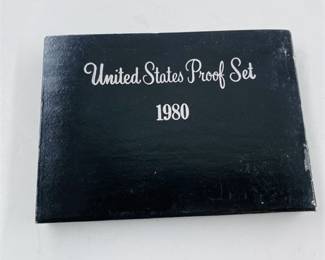 United States Proof Set
1980